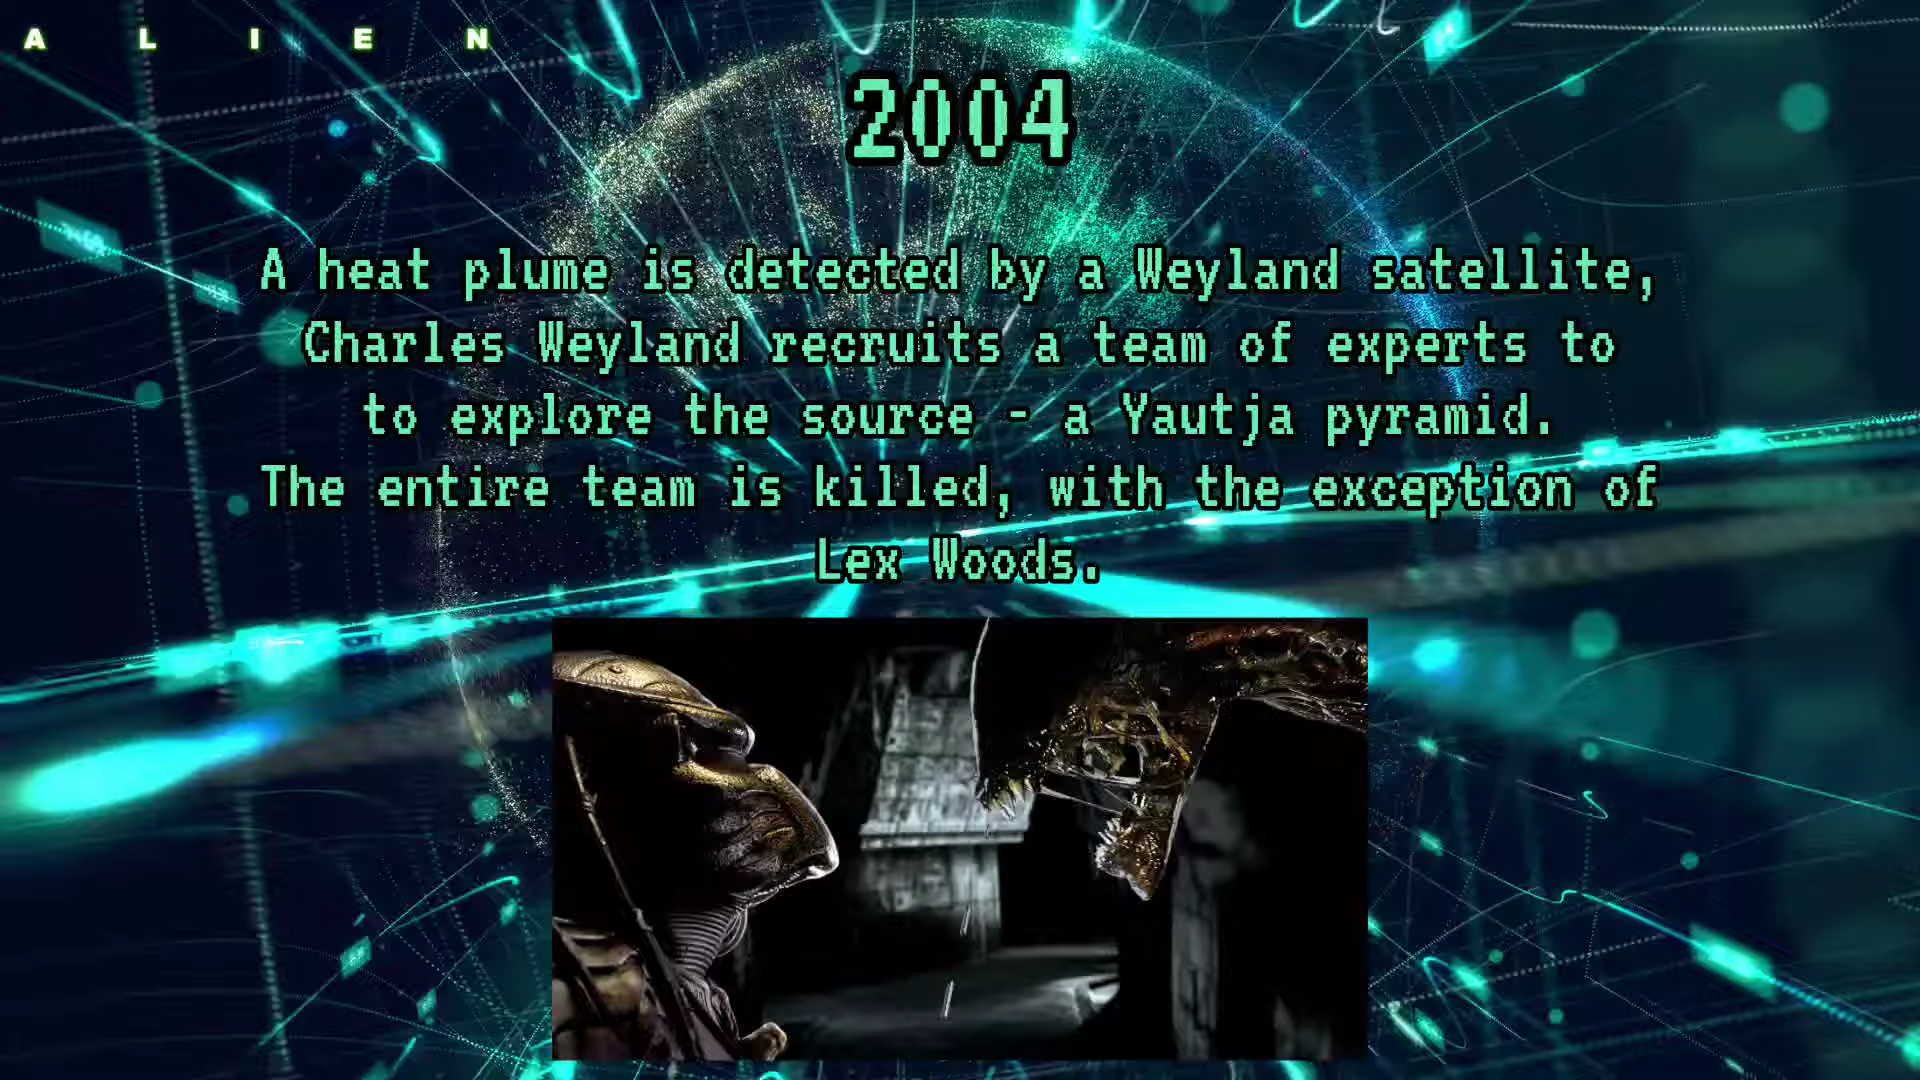 A L I E N
2004
A heat plume is detected by a Weyland satellite,
Charles Weyland recruits a team of experts to
to explore the source - a Yautja pyramid.
The entire team is killed, with the exception of
Lex Woods.